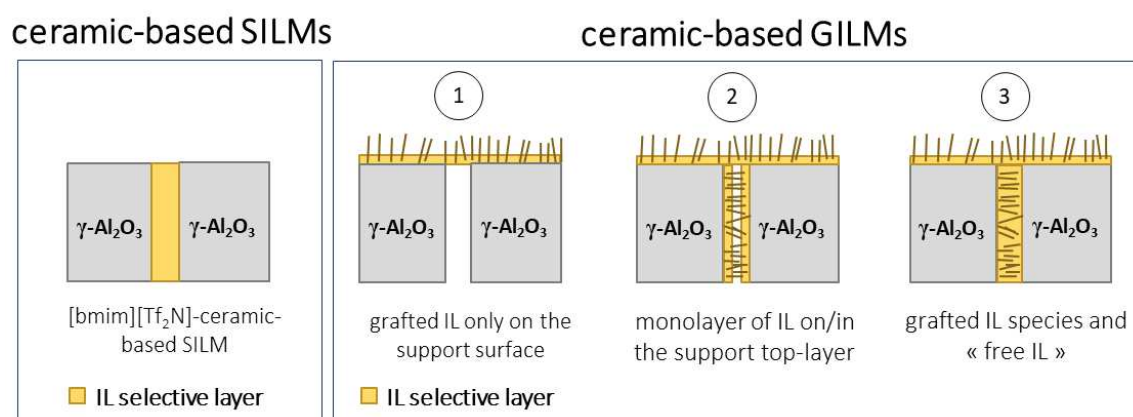 ceramic-based SILMs
ceramic-based GILMs
1
2
3
γ-Al₂O₃
γ-Al₂O₃
γ-Al₂O₃
γ-Al₂O₃
γ-Al₂O₃
γ-Al₂O₃
γ-Al₂O₃
γ-Al₂O₃
[bmim][Tf₂N]-ceramic-
based SILM
grafted IL only on the
support surface
monolayer of IL on/in
the support top-layer
grafted IL species and
« free IL »
IL selective layer
IL selective layer